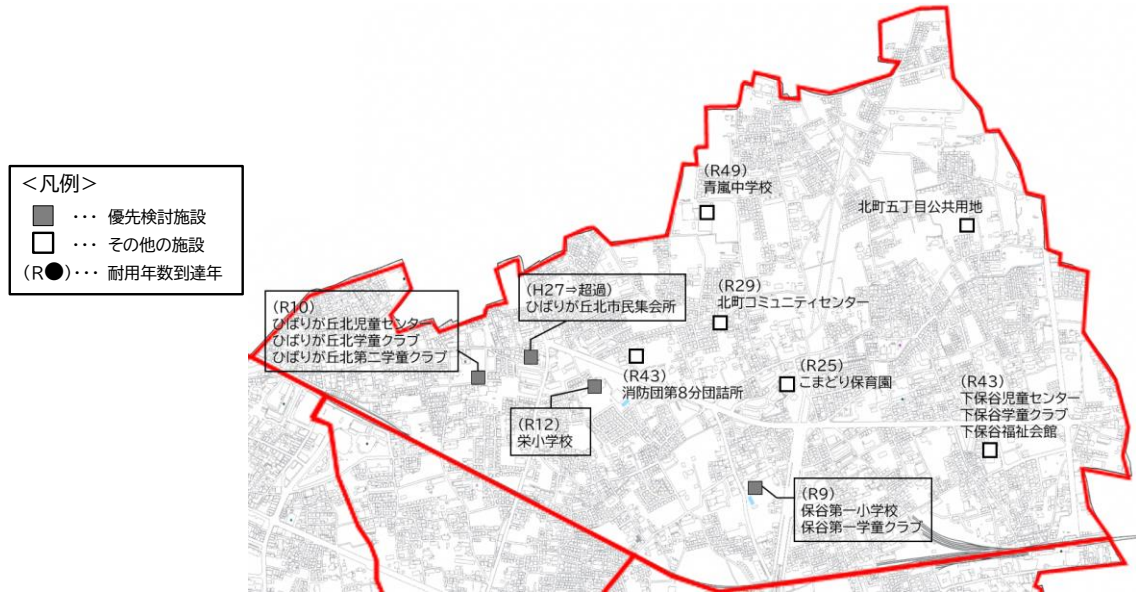 ＜凡例＞
･･･ 優先検討施設
･･･ その他の施設
(R●)･･･ 耐用年数到達年
(R49)
青嵐中学校
北町五丁目公共用地
(H27⇒超過)
ひばりが丘北市民集会所
(R29)
北町コミュニティセンター
(R10)
ひばりが丘北児童センター
ひばりが丘北学童クラブ
ひばりが丘北第二学童クラブ
(R43)
消防団第8分団詰所
(R25)
こまどり保育園
(R43)
下保谷児童センター
下保谷学童クラブ
下保谷福祉会館
(R12)
栄小学校
(R9)
保谷第一小学校
保谷第一学童クラブ